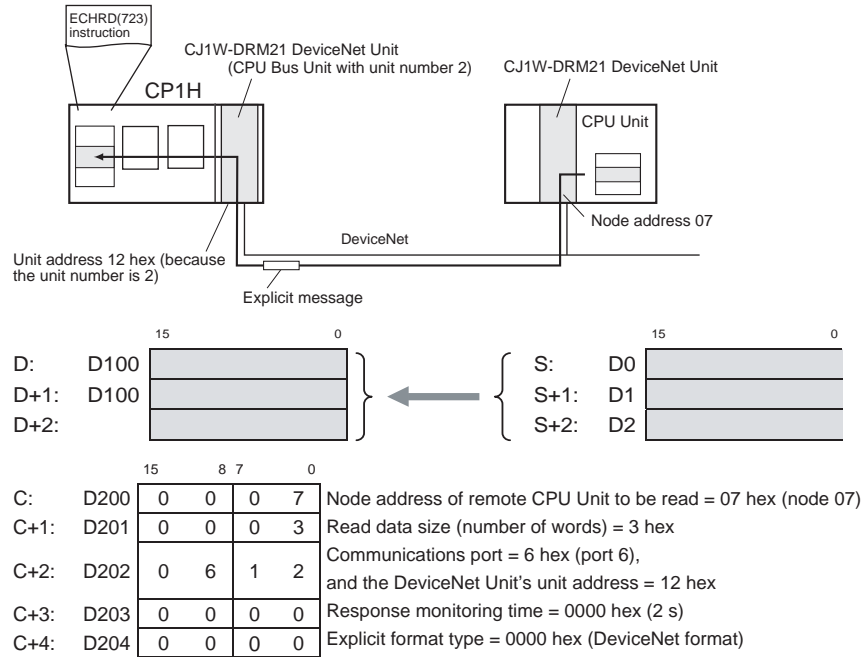 ECHRD(723)
instruction
CJ1W-DRM21 DeviceNet Unit
(CPU Bus Unit with unit number 2)
CJ1W-DRM21 DeviceNet Unit
CP1H
CPU Unit
Node address 07
DeviceNet
Unit address 12 hex (because
the unit number is 2)
Explicit message
15 0 15 0
D: D100 S: D0
D+1: D100 S+1: D1
D+2: S+2: D2
15 8 7 0
C: D200 0 0 0 7 Node address of remote CPU Unit to be read = 07 hex (node 07)
C+1: D201 0 0 0 3 Read data size (number of words) = 3 hex
C+2: D202 0 6 1 2 Communications port = 6 hex (port 6),
and the DeviceNet Unit's unit address = 12 hex
C+3: D203 0 0 0 0 Response monitoring time = 0000 hex (2 s)
C+4: D204 0 0 0 0 Explicit format type = 0000 hex (DeviceNet format)